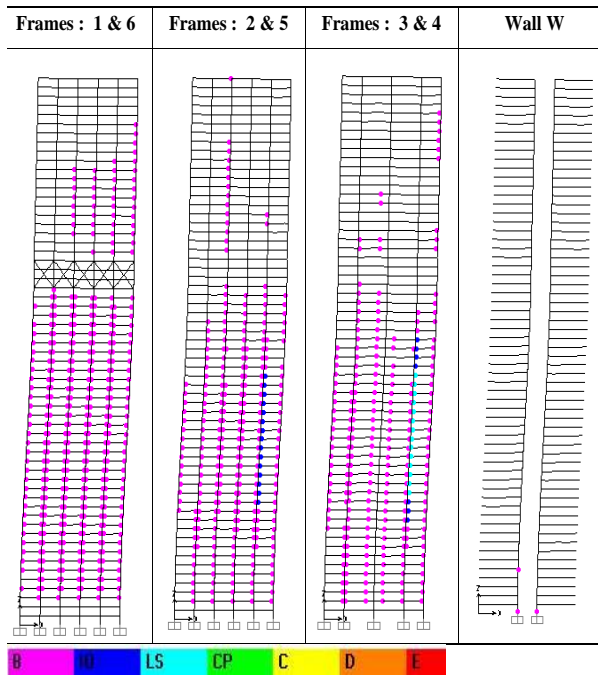 Frames : 1 & 6
Frames : 2 & 5
Frames : 3 & 4
Wall W
Z
X
Z
X
Z
X
Z
X
B IO LS CP C D E